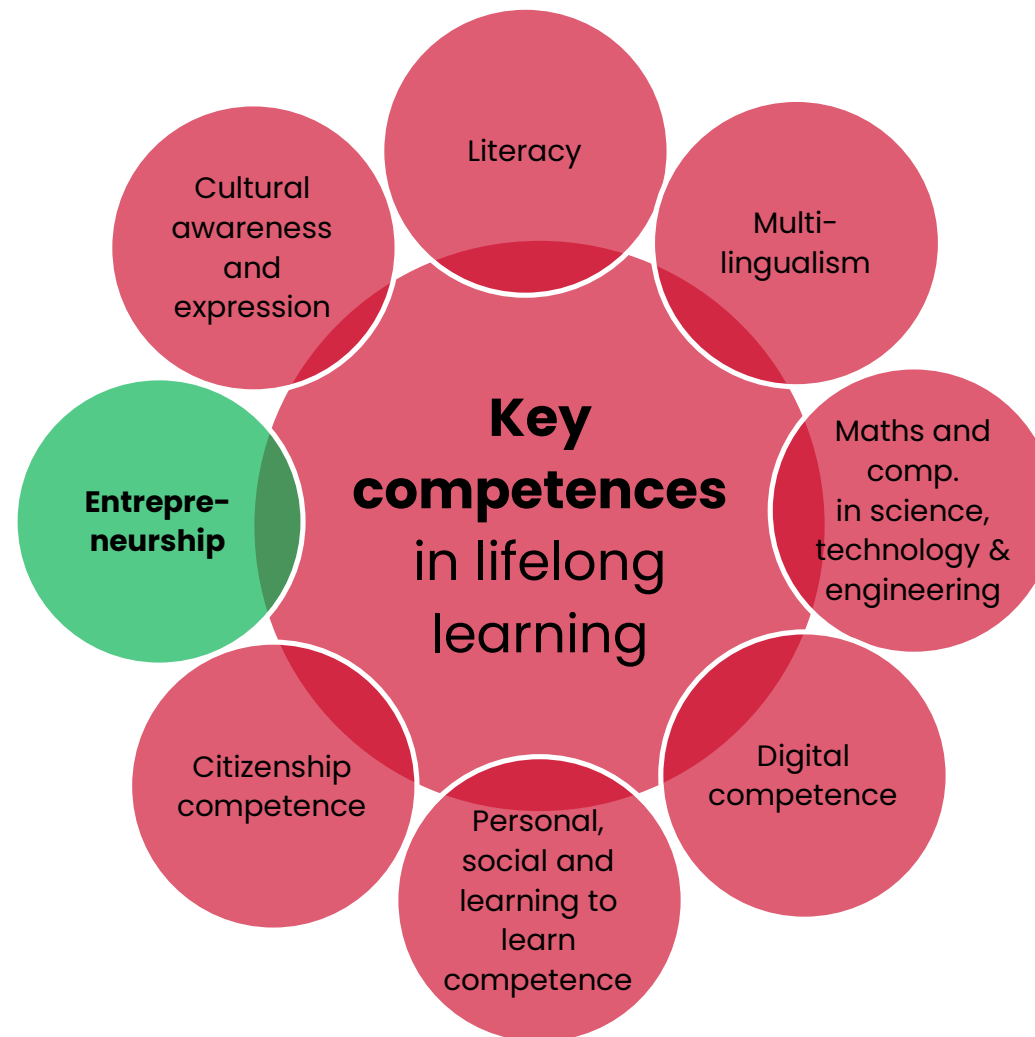 Key
competences
in lifelong
learning
Literacy
Multi-
lingualism
Maths and
comp.
in science,
technology &
engineering
Digital
competence
Personal,
social and
learning to
learn
competence
Citizenship
competence
Entrepre-
neurship
Cultural
awareness
and
expression